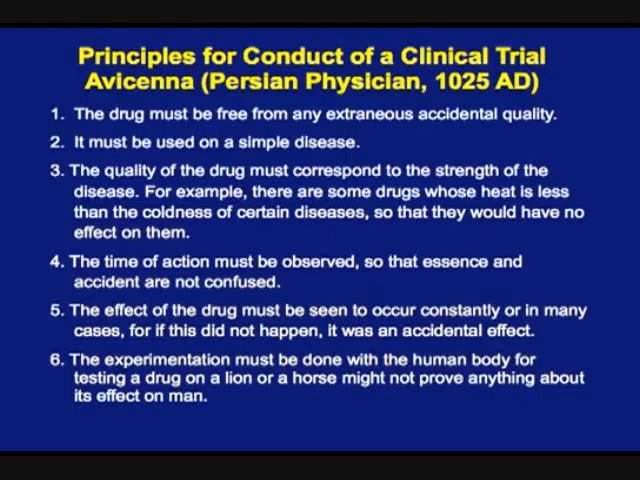 Principles for Conduct of a Clinical Trial
Avicenna (Persian Physician, 1025 AD)
1. The drug must be free from any extraneous accidental quality.
2. It must be used on a simple disease.
3. The quality of the drug must correspond to the strength of the
disease. For example, there are some drugs whose heat is less
than the coldness of certain diseases, so that they would have no
effect on them.
4. The time of action must be observed, so that essence and
accident are not confused.
5. The effect of the drug must be seen to occur constantly or in many
cases, for if this did not happen, it was an accidental effect.
6. The experimentation must be done with the human body for
testing a drug on a lion or a horse might not prove anything about
its effect on man.